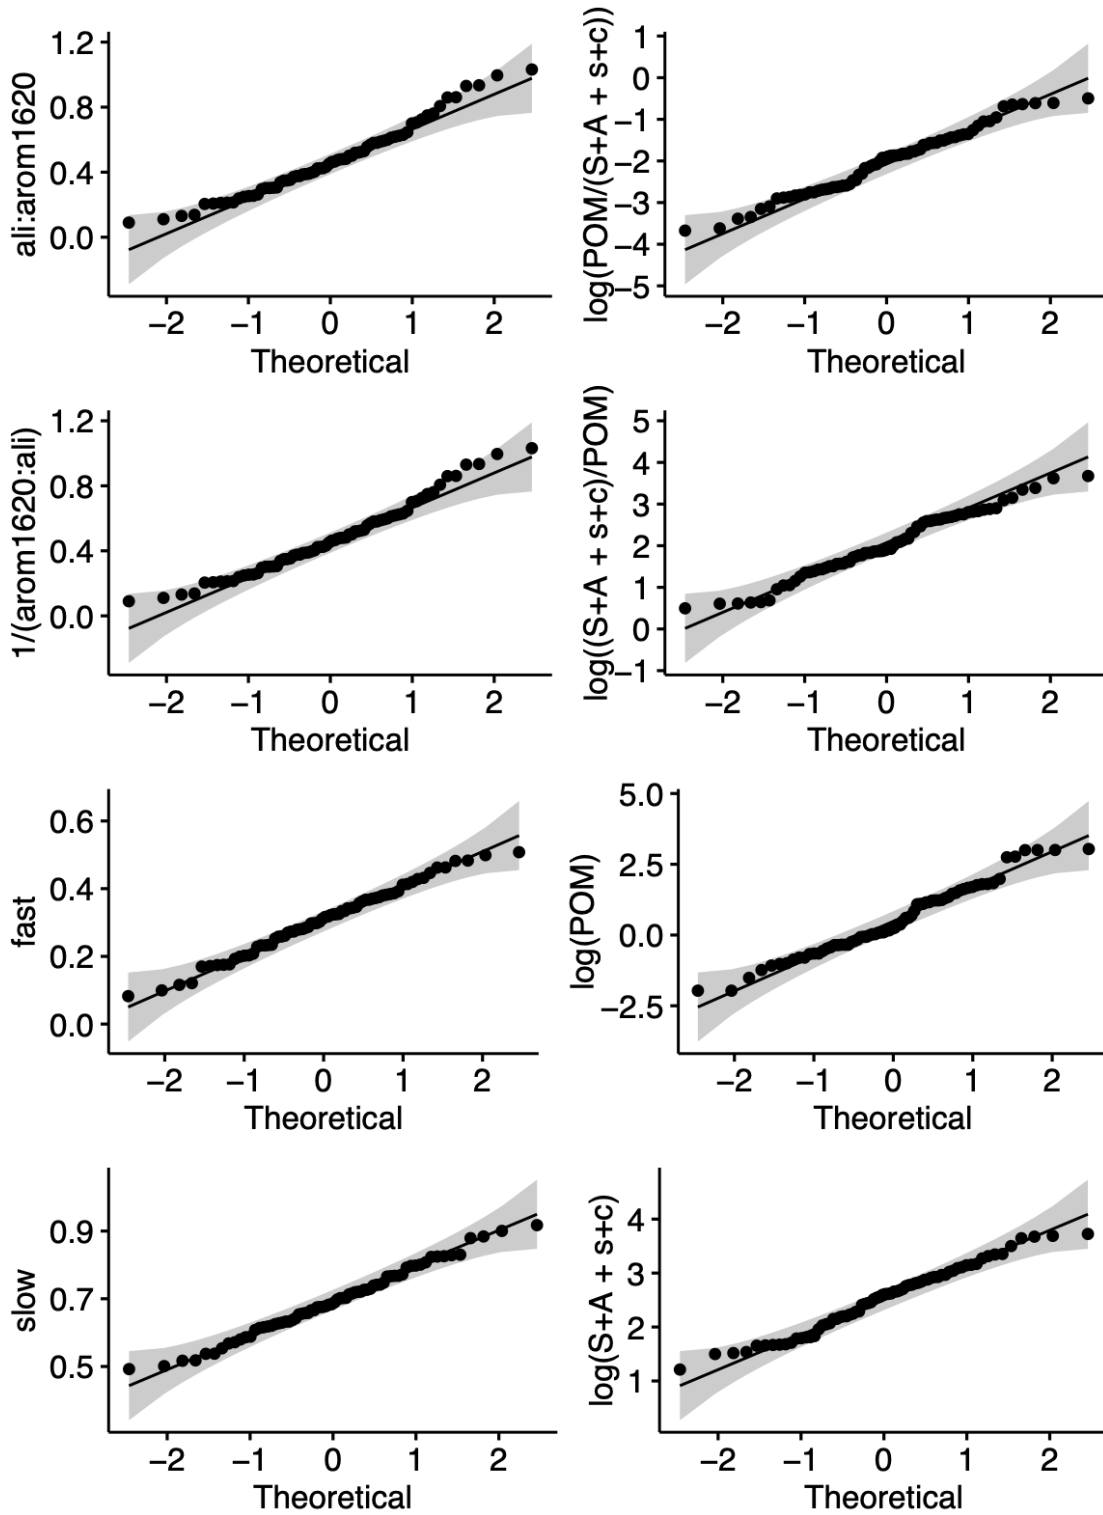 ali:arom1620
1.2
0.8
0.4
0.0
−2 −1 0 1 2
Theoretical
log(POM/(S+A + s+c))
1
0
−1
−2
−3
−4
−5
−2 −1 0 1 2
Theoretical
1/(arom1620:ali)
1.2
0.8
0.4
0.0
−2 −1 0 1 2
Theoretical
log((S+A + s+c)/POM)
5
4
3
2
1
0
−1
−2 −1 0 1 2
Theoretical
fast
0.6
0.4
0.2
0.0
−2 −1 0 1 2
Theoretical
log(POM)
5.0
2.5
0.0
−2.5
−2 −1 0 1 2
Theoretical
slow
0.9
0.7
0.5
−2 −1 0 1 2
Theoretical
log(S+A + s+c)
4
3
2
1
−2 −1 0 1 2
Theoretical